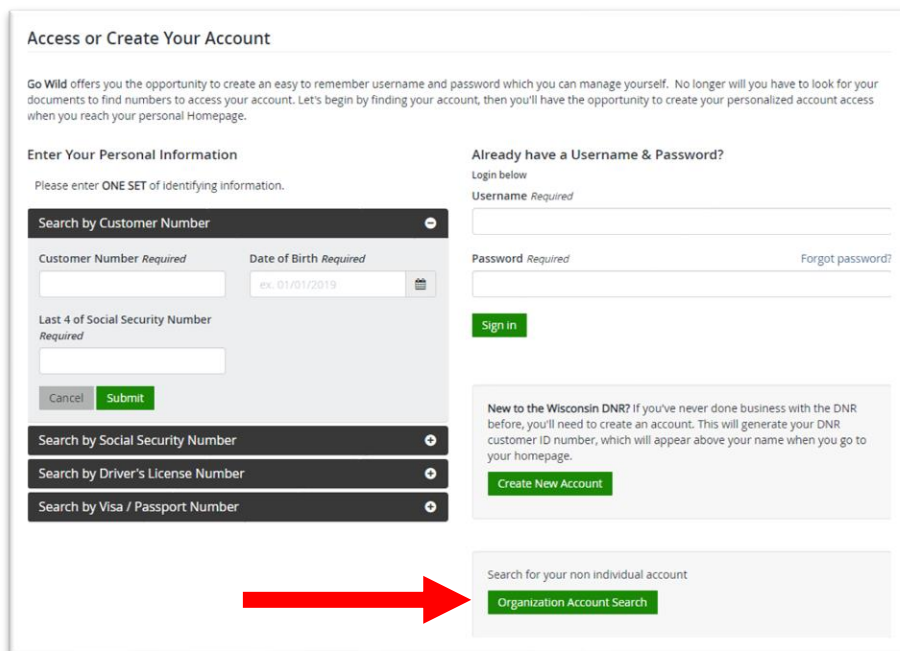 Access or Create Your Account
Go Wild offers you the opportunity to create an easy to remember username and password which you can manage yourself. No longer will you have to look for your
documents to find numbers to access your account. Let's begin by finding your account, then you'll have the opportunity to create your personalized account access
when you reach your personal Homepage.
Enter Your Personal Information
Please enter ONE SET of identifying information.
Search by Customer Number
Customer Number Required
Date of Birth Required
ex. 01/01/2019
Last 4 of Social Security Number
Required
Cancel
Submit
Search by Social Security Number
Search by Driver's License Number
Search by Visa / Passport Number
Already have a Username & Password?
Login below
Username Required
Password Required
Forgot password?
Sign in
New to the Wisconsin DNR? If you've never done business with the DNR
before, you'll need to create an account. This will generate your DNR
customer ID number, which will appear above your name when you go to
your homepage.
Create New Account
Search for your non individual account
Organization Account Search